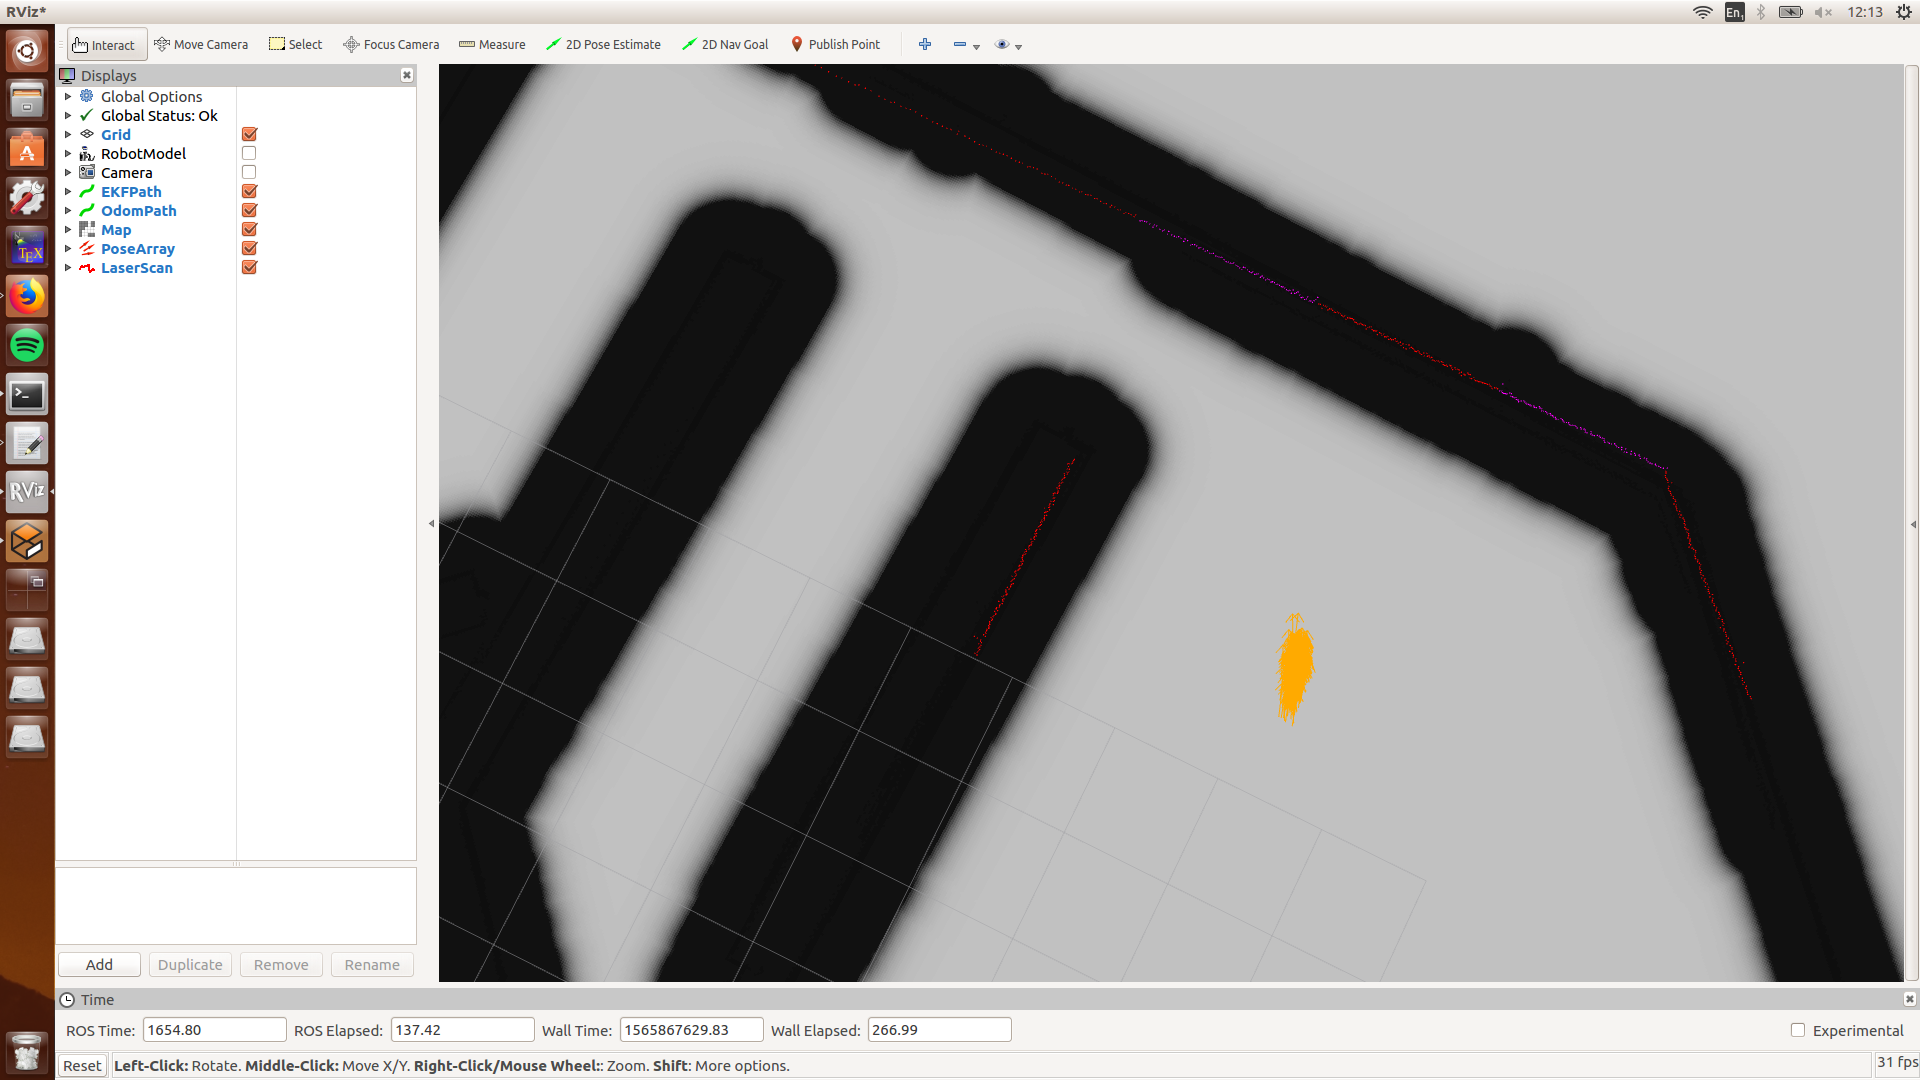 RViz*
En1
12:13
Interact
Move Camera
Select
Focus Camera
Measure
2D Pose Estimate
2D Nav Goal
Publish Point
Displays
Global Options
Global Status: Ok
Grid
RobotModel
Camera
EKFPath
OdomPath
Map
PoseArray
LaserScan
TEX
RViz
Add
Duplicate
Remove
Rename
Time
ROS Time: 1654.80 ROS Elapsed: 137.42 Wall Time: 1565867629.83 Wall Elapsed: 266.99 Experimental
Reset Left-Click: Rotate. Middle-Click: Move X/Y. Right-Click/Mouse Wheel:: Zoom. Shift: More options. 31 fps